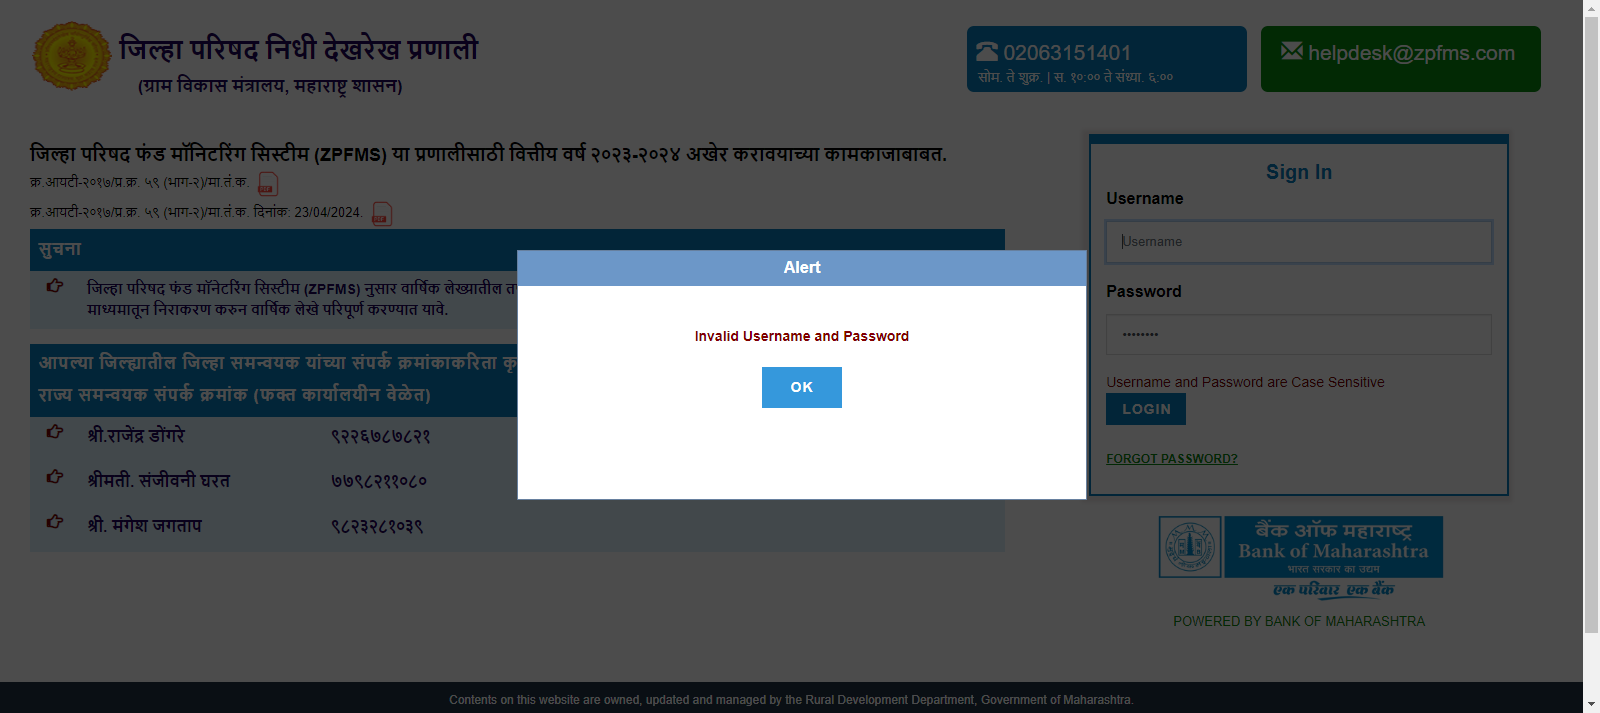 जिल्हा परिषद निधी देखरेख प्रणाली
(ग्राम विकास मंत्रालय, महाराष्ट्र शासन)
02063151401
सोम. ते शुक्र. | स. १०:०० ते संध्या. ६:००
helpdesk@zpfms.com
जिल्हा परिषद फंड मॉनिटरिंग सिस्टीम (ZPFMS) या प्रणालीसाठी वित्तीय वर्ष २०२३-२०२४ अखेर करावयाच्या कामकाजाबाबत.
क्र.आयटी-२०१७/प्र.क्र. ५९ (भाग-२)/मा.तं.क.
क्र.आयटी-२०१७/प्र.क्र. ५९ (भाग-२)/मा.तं.क. दिनांक: 23/04/2024.
सुचना
जिल्हा परिषद फंड मॉनेटरिंग सिस्टीम (ZPFMS) नुसार वार्षिक लेख्यातील
माध्यमातून निराकरण करुन वार्षिक लेखे परिपूर्ण करण्यात यावे.
आपल्या जिल्ह्यातील जिल्हा समन्वयक यांच्या संपर्क क्रमांकाकरिता
राज्य समन्वयक संपर्क क्रमांक (फक्त कार्यालयीन वेळेत)
श्री.राजेंद्र डोंगरे ९२२६७८७८२१
श्रीमती. संजीवनी घरत ७७९८२११०८०
श्री. मंगेश जगताप ९८२३२८१०३९
Alert
Invalid Username and Password
OK
Sign In
Username
Username
Password
Username and Password are Case Sensitive
LOGIN
FORGOT PASSWORD?
बैंक ऑफ महाराष्ट्र
Bank of Maharashtra
भारत सरकार का उद्यम
एक परिवार एक बैंक
POWERED BY BANK OF MAHARASHTRA
Contents on this website are owned, updated and managed by the Rural Development Department, Government of Maharashtra.